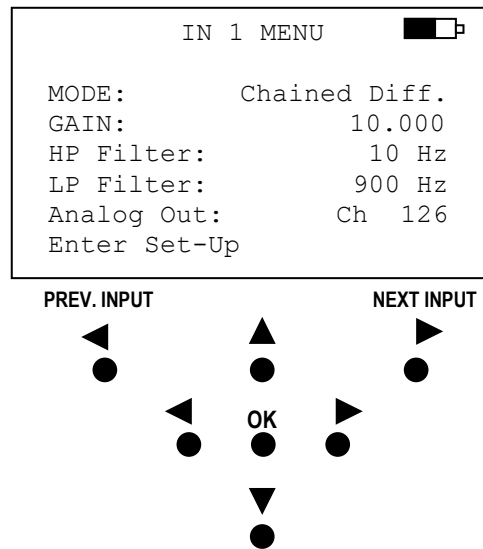 IN 1 MENU
MODE: Chained Diff.
GAIN: 10.000
HP Filter: 10 Hz
LP Filter: 900 Hz
Analog Out: Ch 126
Enter Set-Up
PREV. INPUT NEXT INPUT
OK